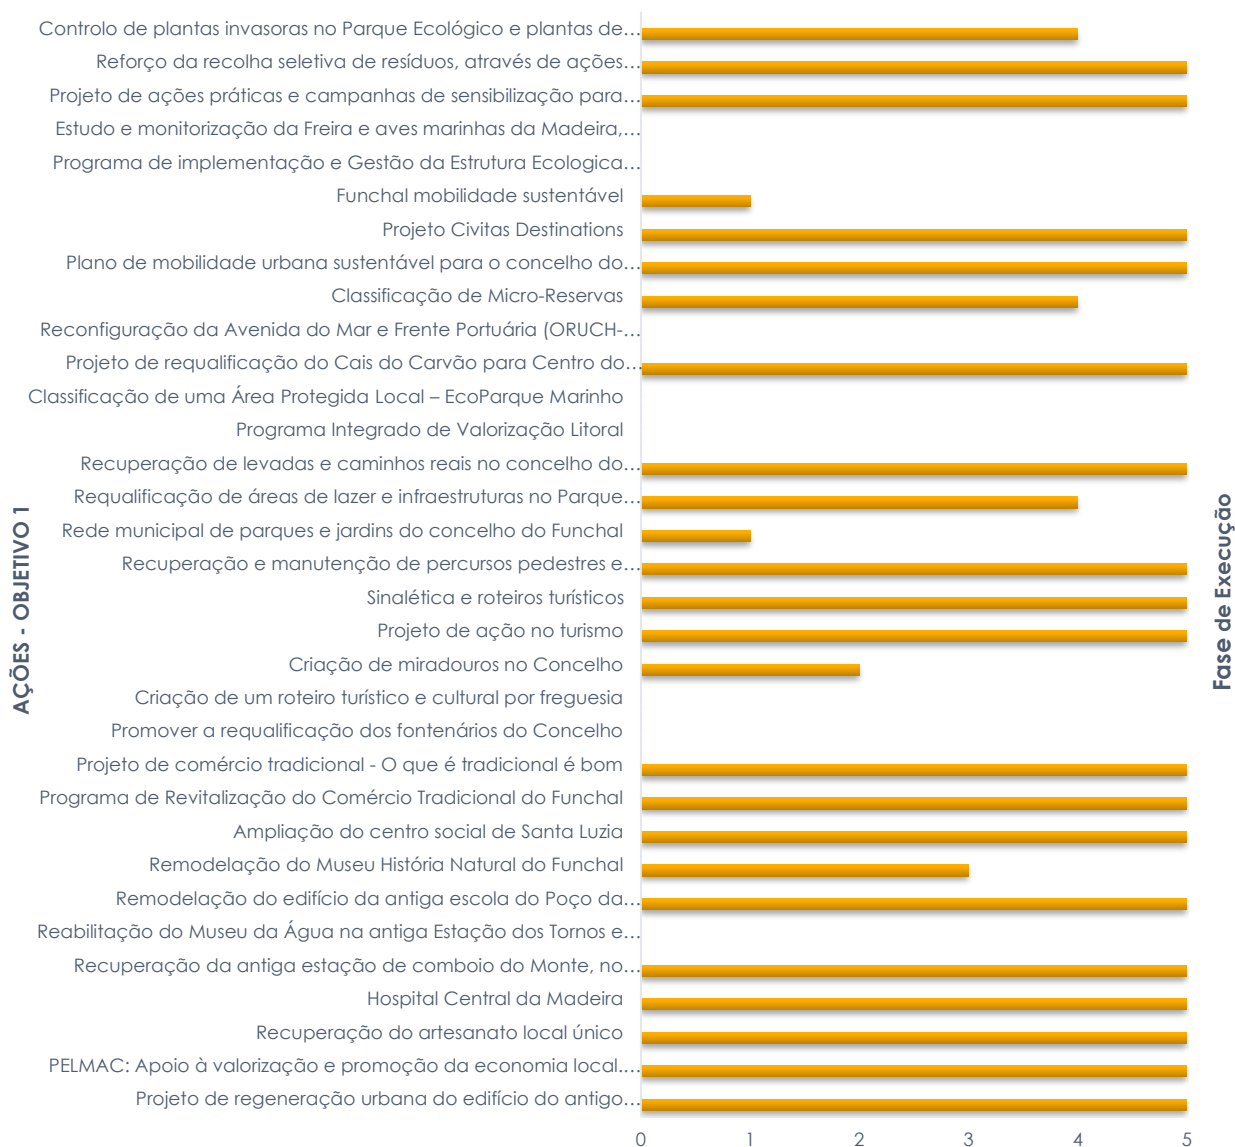 Controlo de plantas invasoras no Parque Ecológico e plantas de…
Reforço da recolha seletiva de resíduos, através de ações…
Projeto de ações práticas e campanhas de sensibilização para…
Estudo e monitorização da Freira e aves marinhas da Madeira,…
Programa de implementação e Gestão da Estrutura Ecologica…
Funchal mobilidade sustentável
Projeto Civitas Destinations
Plano de mobilidade urbana sustentável para o concelho do…
Classificação de Micro-Reservas
Reconfiguração da Avenida do Mar e Frente Portuária (ORUCH-…
Projeto de requalificação do Cais do Carvão para Centro do…
Classificação de uma Área Protegida Local – EcoParque Marinho
Programa Integrado de Valorização Litoral
Recuperação de levadas e caminhos reais no concelho do…
Requalificação de áreas de lazer e infraestruturas no Parque…
Rede municipal de parques e jardins do concelho do Funchal
Recuperação e manutenção de percursos pedestres e…
Sinalética e roteiros turísticos
Projeto de ação no turismo
Criação de miradouros no Concelho
Criação de um roteiro turístico e cultural por freguesia
Promover a requalificação dos fontenários do Concelho
Projeto de comércio tradicional - O que é tradicional é bom
Programa de Revitalização do Comércio Tradicional do Funchal
Ampliação do centro social de Santa Luzia
Remodelação do Museu História Natural do Funchal
Remodelação do edifício da antiga escola do Poço da…
Reabilitação do Museu da Água na antiga Estação dos Tornos e…
Recuperação da antiga estação de comboio do Monte, no…
Hospital Central da Madeira
Recuperação do artesanato local único
PELMAC: Apoio à valorização e promoção da economia local.…
Projeto de regeneração urbana do edifício do antigo…
0 1 2 3 4 5
AÇÕES - OBJETIVO 1
Fase de Execução